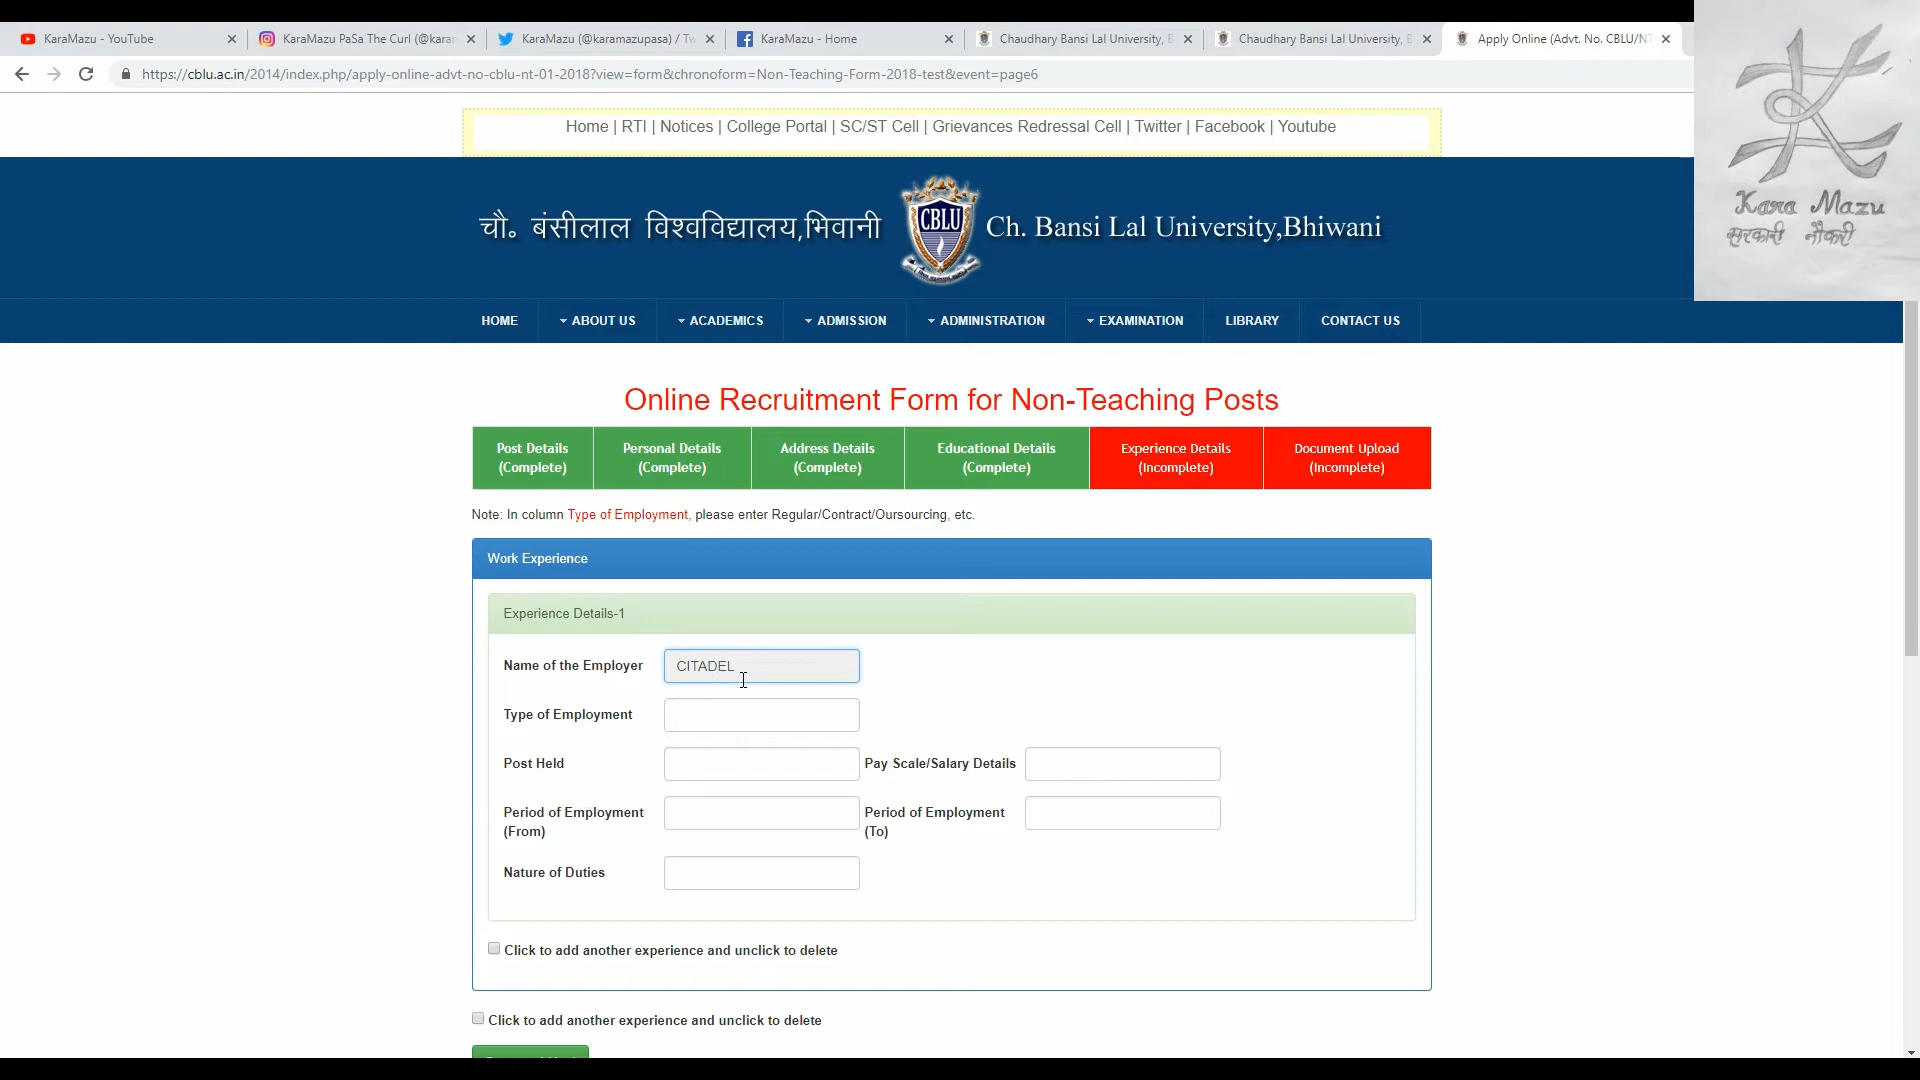 KaraMazu - YouTube
KaraMazu PaSa The Curl (@karam
KaraMazu (@karamazupasa) / Tw
KaraMazu - Home
Chaudhary Bansi Lal University, B
Chaudhary Bansi Lal University, B
Apply Online (Advt. No. CBLU/NT
https://cblu.ac.in/2014/index.php/apply-online-advt-no-cblu-nt-01-2018?view=form&chronoform=Non-Teaching-Form-2018-test&event=page6
Kara Mazu
सरकारी नौकरी
Home | RTI | Notices | College Portal | SC/ST Cell | Grievances Redressal Cell | Twitter | Facebook | Youtube
चौ. बंसीलाल विश्वविद्यालय,भिवानी CBLU Ch. Bansi Lal University,Bhiwani
HOME ABOUT US ACADEMICS ADMISSION ADMINISTRATION EXAMINATION LIBRARY CONTACT US
Online Recruitment Form for Non-Teaching Posts
Post Details Personal Details Address Details Educational Details Experience Details Document Upload
(Complete) (Complete) (Complete) (Complete) (Incomplete) (Incomplete)
Note: In column Type of Employment, please enter Regular/Contract/Oursourcing, etc.
Work Experience
Experience Details-1
Name of the Employer CITADEL
Type of Employment
Post Held Pay Scale/Salary Details
Period of Employment Period of Employment
(From) (To)
Nature of Duties
Click to add another experience and unclick to delete
Click to add another experience and unclick to delete